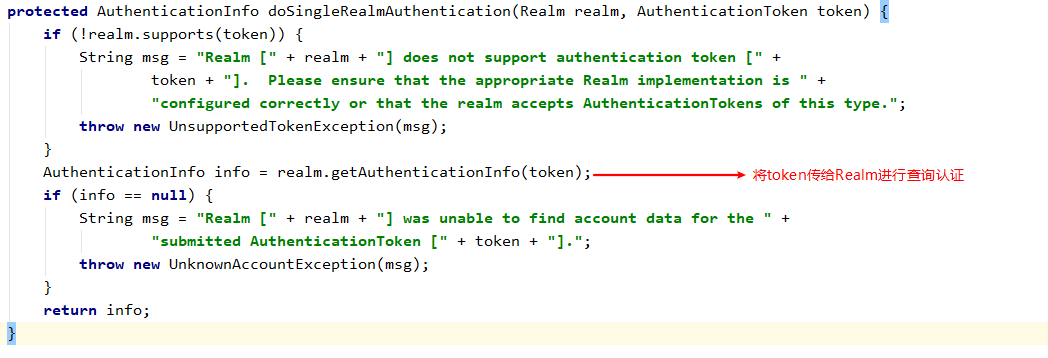 protected AuthenticationInfo doSingleRealmAuthentication(Realm realm, AuthenticationToken token) {
    if (!realm.supports(token)) {
        String msg = "Realm [" + realm + "] does not support authentication token [" +
                token + "].  Please ensure that the appropriate Realm implementation is " +
                "configured correctly or that the realm accepts AuthenticationTokens of this type.";
        throw new UnsupportedTokenException(msg);
    }
    AuthenticationInfo info = realm.getAuthenticationInfo(token); 将token传给Realm进行查询认证
    if (info == null) {
        String msg = "Realm [" + realm + "] was unable to find account data for the " +
                "submitted AuthenticationToken [" + token + "].";
        throw new UnknownAccountException(msg);
    }
    return info;
}